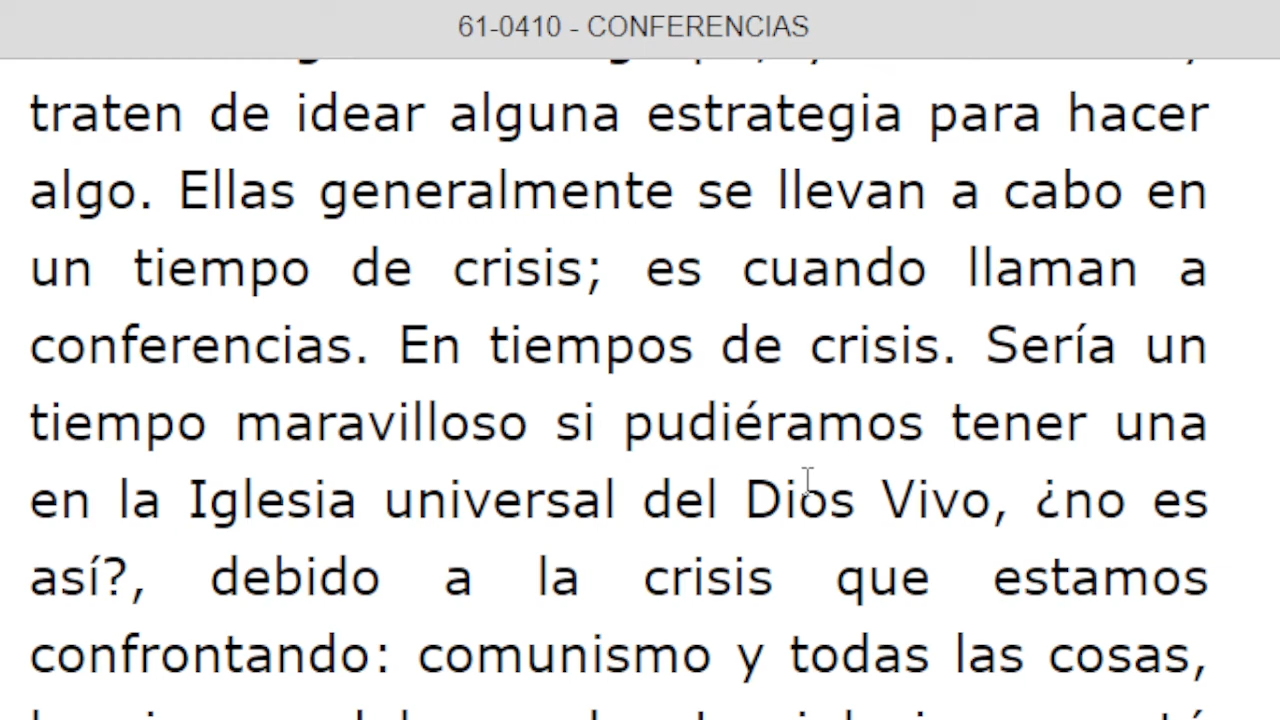 61-0410 - CONFERENCIAS
traten de idear alguna estrategia para hacer
algo. Ellas generalmente se llevan a cabo en
un tiempo de crisis; es cuando llaman a
conferencias. En tiempos de crisis. Sería un
tiempo maravilloso si pudiéramos tener una
en la Iglesia universal del Dios Vivo, ¿no es
así?, debido a la crisis que estamos
confrontando: comunismo y todas las cosas,